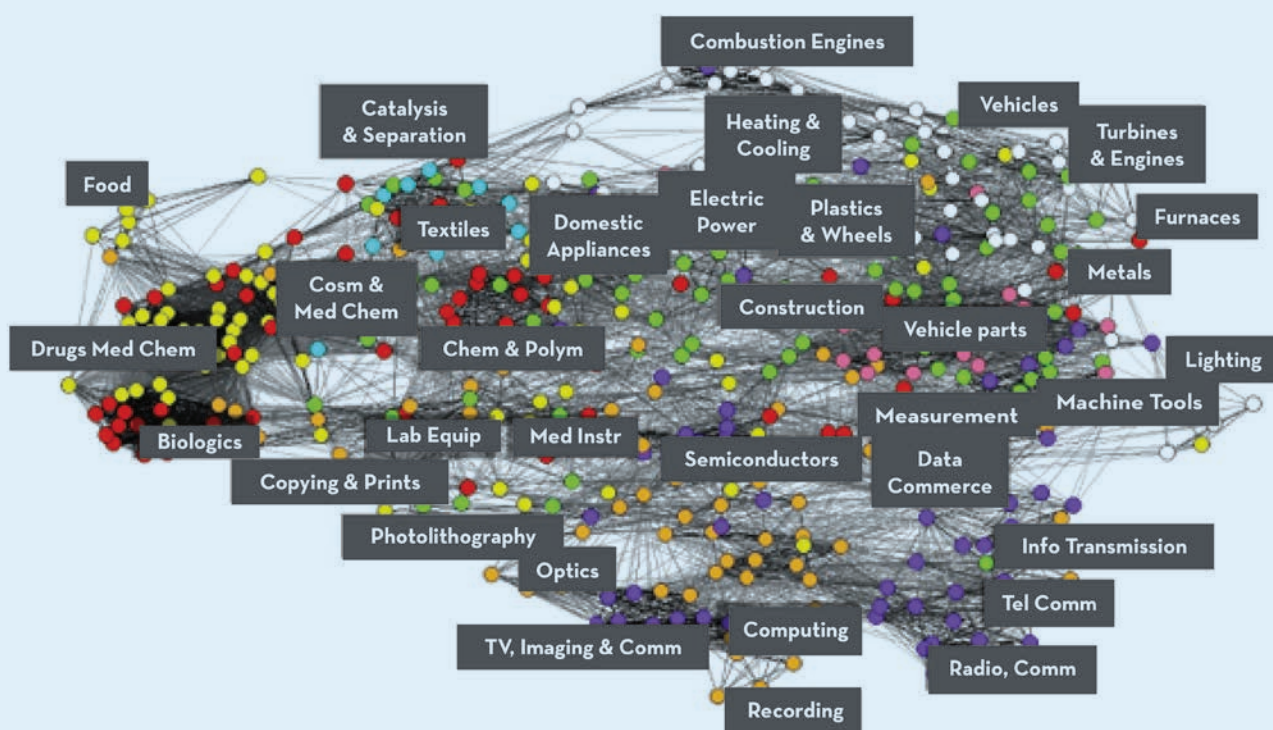 Combustion Engines
Catalysis
& Separation
Heating &
Cooling
Vehicles
Turbines
& Engines
Food
Textiles
Domestic
Appliances
Electric
Power
Plastics
& Wheels
Furnaces
Metals
Cosm &
Med Chem
Construction
Vehicle parts
Drugs Med Chem
Chem & Polym
Lighting
Machine Tools
Measurement
Biologics
Lab Equip
Med Instr
Semiconductors
Data
Commerce
Copying & Prints
Photolithography
Info Transmission
Optics
Tel Comm
TV, Imaging & Comm
Computing
Radio, Comm
Recording